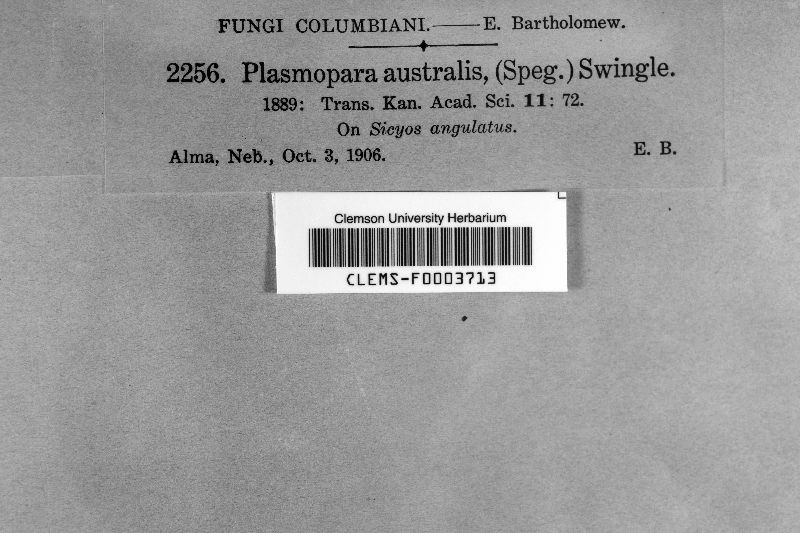 FUNGI COLUMBIANI.——E. Bartholomew.
2256. Plasmopara australis, (Speg.) Swingle.
1889: Trans. Kan. Acad. Sci. 11: 72.
On Sicyos angulatus.
Alma, Neb., Oct. 3, 1906. E. B.
Clemson University Herbarium
CLEMS-F0003713